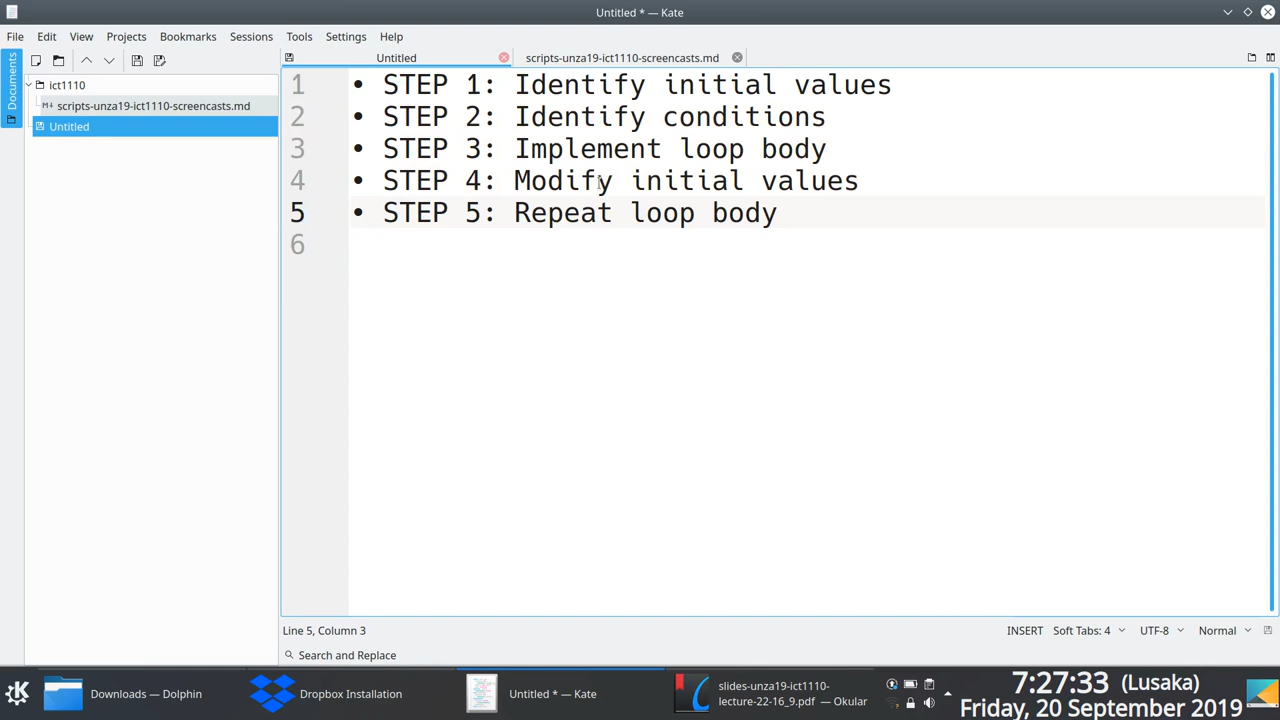 Untitled * — Kate
File Edit View Projects Bookmarks Sessions Tools Settings Help
Documents
Untitled
scripts-unza19-ict1110-screencasts.md
ict1110
scripts-unza19-ict1110-screencasts.md
Untitled
1 • STEP 1: Identify initial values
2 • STEP 2: Identify conditions
3 • STEP 3: Implement loop body
4 • STEP 4: Modify initial values
5 • STEP 5: Repeat loop body
6
Line 5, Column 3
INSERT
Soft Tabs: 4
UTF-8
Normal
Search and Replace
Downloads — Dolphin
Dropbox Installation
Untitled * — Kate
slides-unza19-ict1110-
lecture-22-16_9.pdf — Okular
7:27:33 (Lusaka)
Friday, 20 September 2019